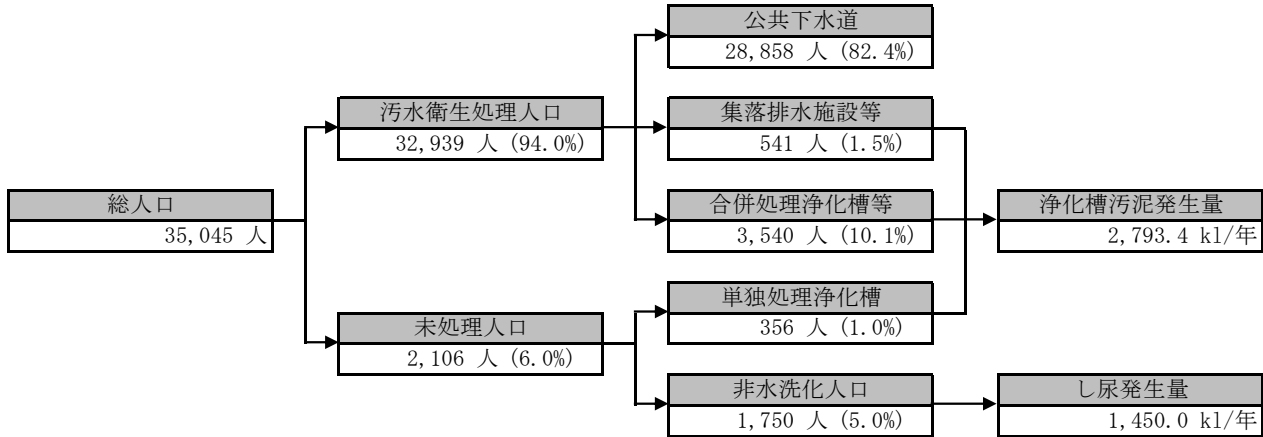 公共下水道
28,858 人 (82.4%)
汚水衛生処理人口
32,939 人 (94.0%)
集落排水施設等
541 人 (1.5%)
総人口
35,045 人
合併処理浄化槽等
3,540 人 (10.1%)
浄化槽汚泥発生量
2,793.4 kl/年
未処理人口
2,106 人 (6.0%)
単独処理浄化槽
356 人 (1.0%)
非水洗化人口
1,750 人 (5.0%)
し尿発生量
1,450.0 kl/年